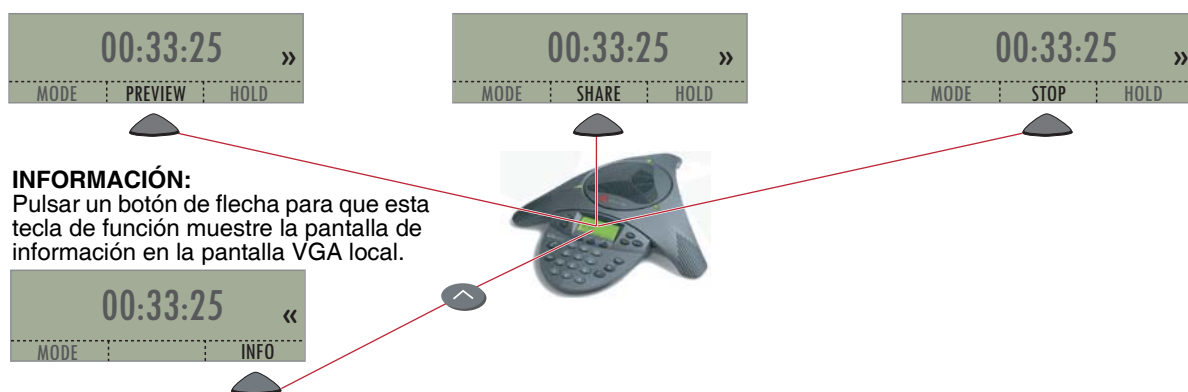 00:33:25 »
MODE PREVIEW HOLD
00:33:25 »
MODE SHARE HOLD
00:33:25 »
MODE STOP HOLD
INFORMACIÓN:
Pulsar un botón de flecha para que esta
tecla de función muestre la pantalla de
información en la pantalla VGA local.
00:33:25 «
MODE INFO